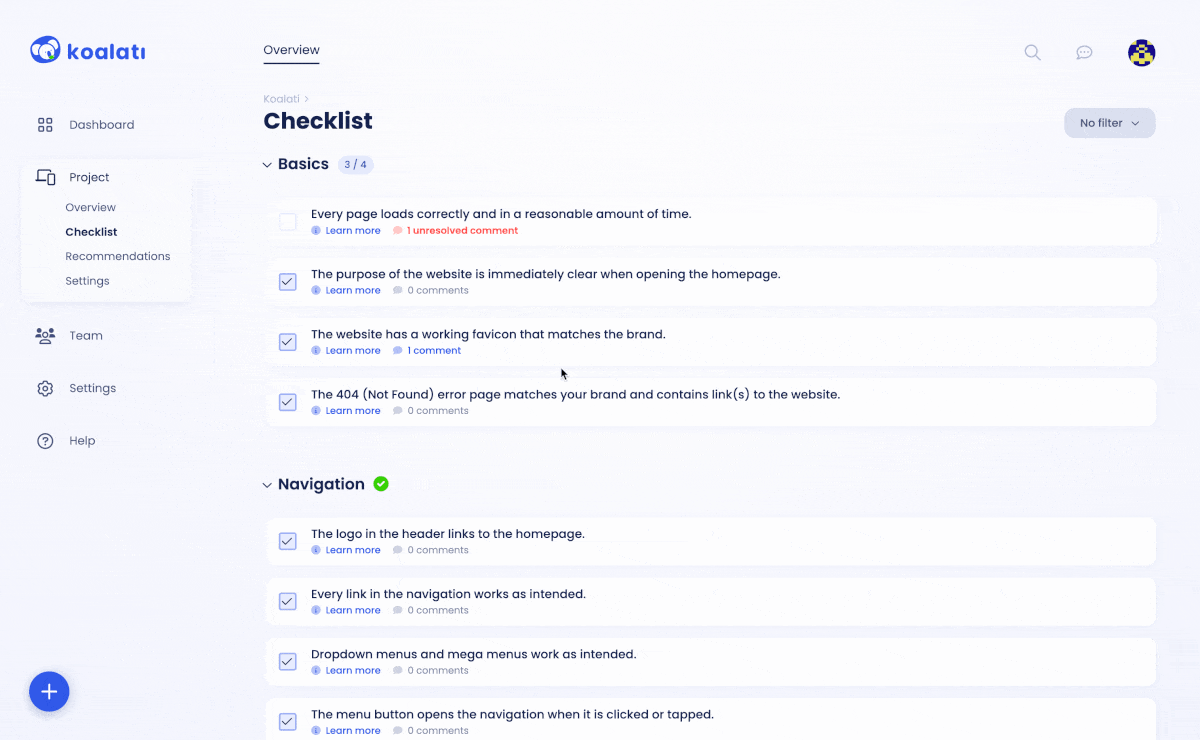 koalati
Overview
Dashboard
Project
Overview
Checklist
Recommendations
Settings
Team
Settings
Help
Koalati >
Checklist
No filter
Basics 3 / 4
Every page loads correctly and in a reasonable amount of time.
Learn more 1 unresolved comment
The purpose of the website is immediately clear when opening the homepage.
Learn more 0 comments
The website has a working favicon that matches the brand.
Learn more 1 comment
The 404 (Not Found) error page matches your brand and contains link(s) to the website.
Learn more 0 comments
Navigation
The logo in the header links to the homepage.
Learn more 0 comments
Every link in the navigation works as intended.
Learn more 0 comments
Dropdown menus and mega menus work as intended.
Learn more 0 comments
The menu button opens the navigation when it is clicked or tapped.
Learn more 0 comments